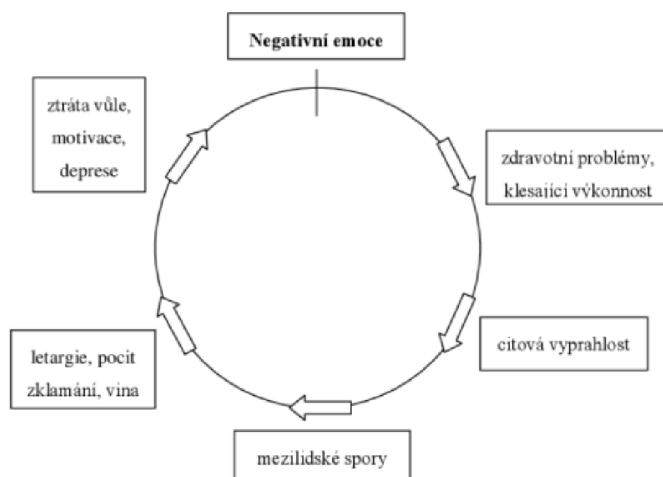 Negativní emoce
ztráta vůle,
motivace,
deprese
zdravotní problémy,
klesající výkonnost
citová vyprahlost
letargie, pocit
zklamání, vina
mezilidské spory